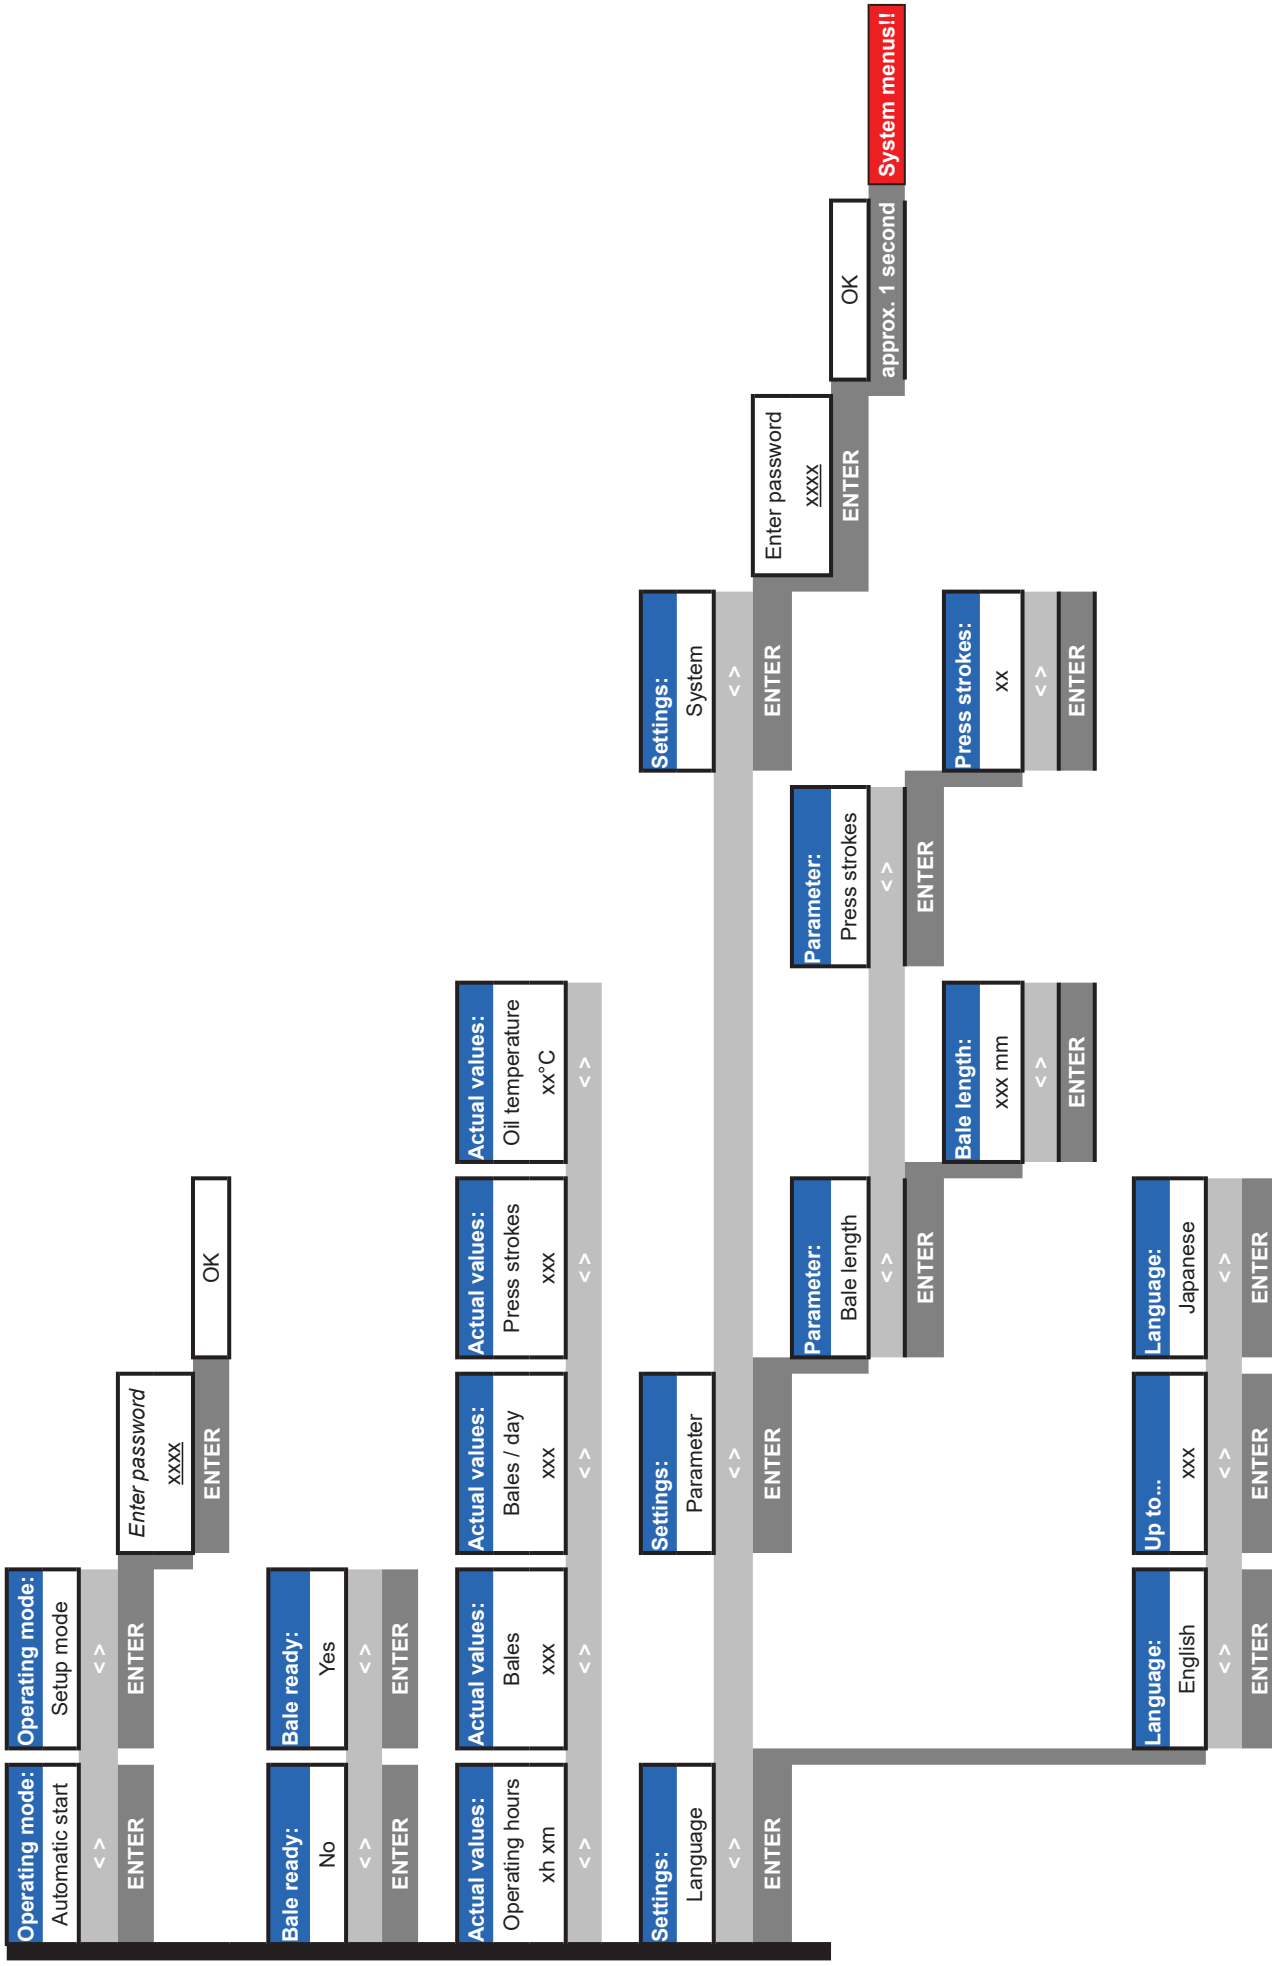 Operating mode:
Automatic start
< >
ENTER
Operating mode:
Setup mode
< >
ENTER
Enter password
xxxx
ENTER
OK
Bale ready:
No
< >
ENTER
Bale ready:
Yes
< >
ENTER
Actual values:
Operating hours
xh xm
< >
Actual values:
Bales
xxx
< >
Actual values:
Bales / day
xxx
< >
Actual values:
Press strokes
xxx
< >
Actual values:
Oil temperature
xx°C
< >
Settings:
Language
< >
ENTER
Settings:
Parameter
< >
ENTER
Settings:
System
< >
ENTER
Enter password
xxxx
ENTER
OK
approx. 1 second
System menus!!
Parameter:
Bale length
< >
ENTER
Parameter:
Press strokes
< >
ENTER
Bale length:
xxx mm
< >
ENTER
Press strokes:
xx
< >
ENTER
Language:
English
< >
ENTER
Up to...
xxx
< >
ENTER
Language:
Japanese
< >
ENTER